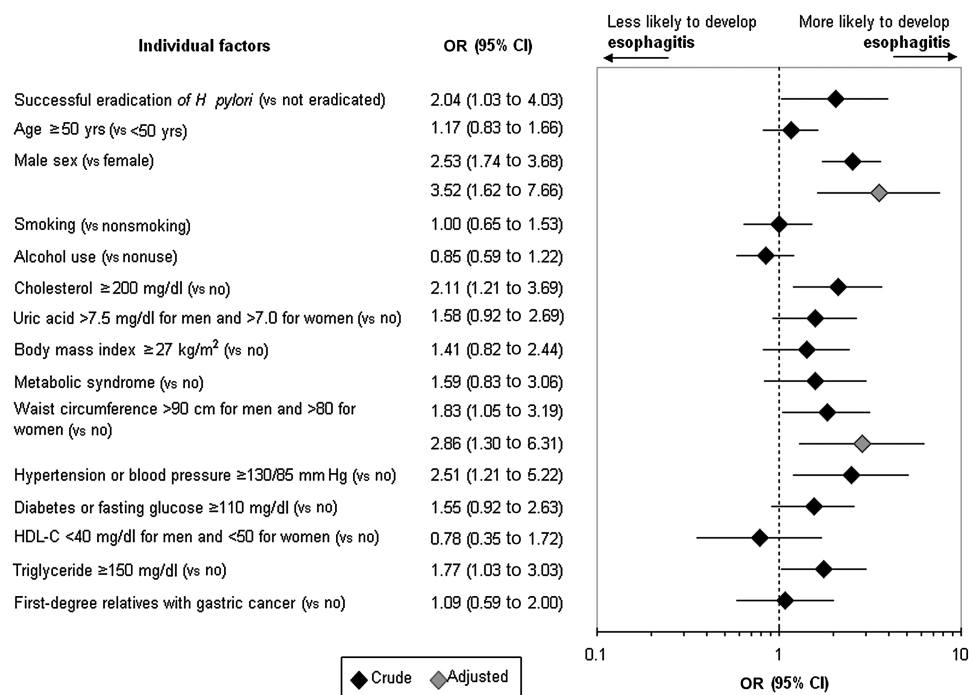 Less likely to develop
esophagitis
More likely to develop
esophagitis
Individual factors OR (95% CI)
Successful eradication of H pylori (vs not eradicated) 2.04 (1.03 to 4.03)
Age ≥50 yrs (vs <50 yrs) 1.17 (0.83 to 1.66)
Male sex (vs female) 2.53 (1.74 to 3.68)
3.52 (1.62 to 7.66)
Smoking (vs nonsmoking) 1.00 (0.65 to 1.53)
Alcohol use (vs nonuse) 0.85 (0.59 to 1.22)
Cholesterol ≥200 mg/dl (vs no) 2.11 (1.21 to 3.69)
Uric acid >7.5 mg/dl for men and >7.0 for women (vs no) 1.58 (0.92 to 2.69)
Body mass index ≥27 kg/m² (vs no) 1.41 (0.82 to 2.44)
Metabolic syndrome (vs no) 1.59 (0.83 to 3.06)
Waist circumference >90 cm for men and >80 for 1.83 (1.05 to 3.19)
women (vs no)
2.86 (1.30 to 6.31)
Hypertension or blood pressure ≥130/85 mm Hg (vs no) 2.51 (1.21 to 5.22)
Diabetes or fasting glucose ≥110 mg/dl (vs no) 1.55 (0.92 to 2.63)
HDL-C <40 mg/dl for men and <50 for women (vs no) 0.78 (0.35 to 1.72)
Triglyceride ≥150 mg/dl (vs no) 1.77 (1.03 to 3.03)
First-degree relatives with gastric cancer (vs no) 1.09 (0.59 to 2.00)
0.1 1 10
OR (95% CI)
Crude Adjusted